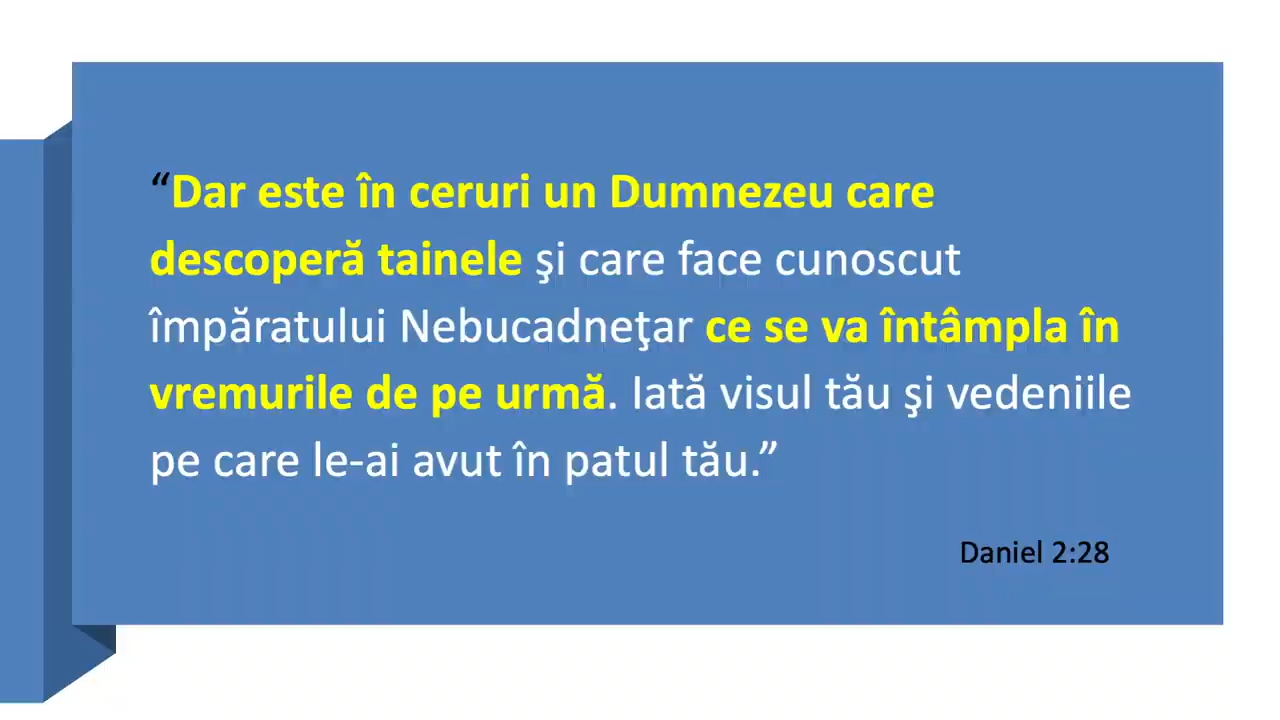 “Dar este în ceruri un Dumnezeu care
descoperă tainele şi care face cunoscut
împăratului Nebucadneţar ce se va întâmpla în
vremurile de pe urmă. Iată visul tău şi vedeniile
pe care le-ai avut în patul tău.”
Daniel 2:28